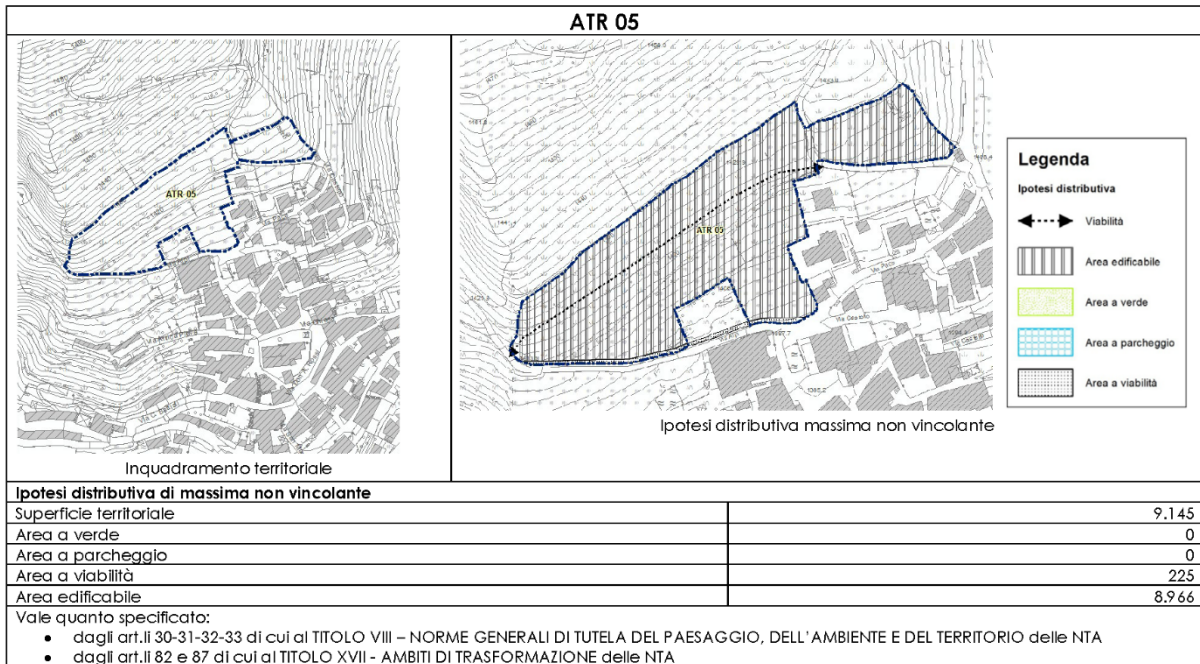 ATR 05
ATR 05
Inquadramento territoriale
ATR 05
Ipotesi distributiva massima non vincolante
Legenda
Ipotesi distributiva
Viabilità
Area edificabile
Area a verde
Area a parcheggio
Area a viabilità
Ipotesi distributiva di massima non vincolante
Superficie territoriale 9.145
Area a verde 0
Area a parcheggio 0
Area a viabilità 225
Area edificabile 8.966
Vale quanto specificato:
• dagli art.li 30-31-32-33 di cui al TITOLO VIII – NORME GENERALI DI TUTELA DEL PAESAGGIO, DELL'AMBIENTE E DEL TERRITORIO delle NTA
• dagli art.li 82 e 87 di cui al TITOLO XVII - AMBITI DI TRASFORMAZIONE delle NTA